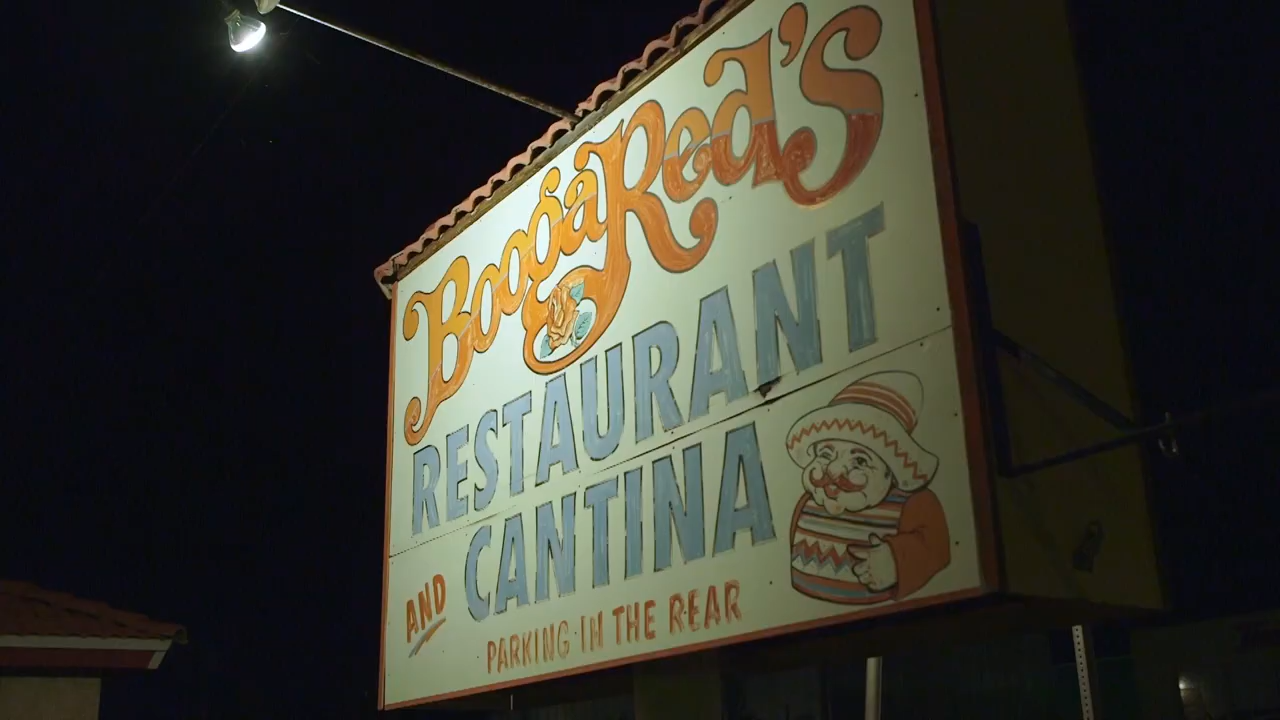 Booga Red's
RESTAURANT
AND CANTINA
PARKING IN THE REAR